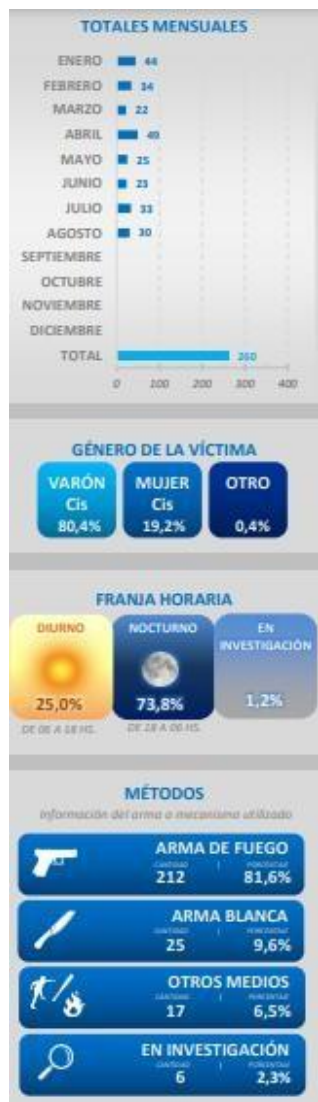 TOTALES MENSUALES
ENERO 44
FEBRERO 34
MARZO 22
ABRIL 49
MAYO 25
JUNIO 23
JULIO 33
AGOSTO 30
SEPTIEMBRE
OCTUBRE
NOVIEMBRE
DICIEMBRE
TOTAL 260
0 100 200 300 400
GÉNERO DE LA VÍCTIMA
VARÓN MUJER OTRO
Cis Cis
80,4% 19,2% 0,4%
FRANJA HORARIA
DIURNO NOCTURNO EN
INVESTIGACIÓN
25,0% 73,8% 1,2%
DE 06 A 18 HS. DE 18 A 06 HS.
MÉTODOS
Información del arma o mecanismo utilizado
ARMA DE FUEGO
CANTIDAD | PORCENTAJE
212 81,6%
ARMA BLANCA
CANTIDAD | PORCENTAJE
25 9,6%
OTROS MEDIOS
CANTIDAD | PORCENTAJE
17 6,5%
EN INVESTIGACIÓN
CANTIDAD | PORCENTAJE
6 2,3%